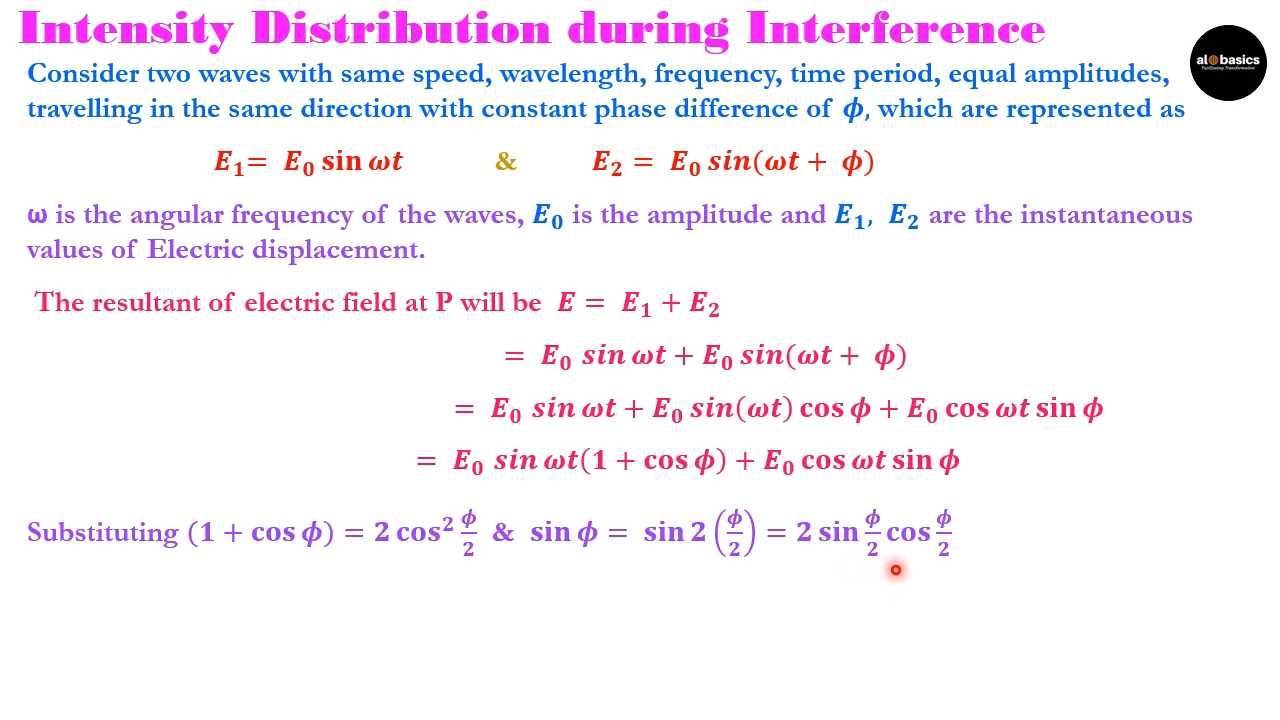 Intensity Distribution during Interference
al basics
Facilitating Transformation
Consider two waves with same speed, wavelength, frequency, time period, equal amplitudes,
travelling in the same direction with constant phase difference of ϕ, which are represented as
E₁= E₀ sin ωt & E₂ = E₀ sin(ωt + ϕ)
ω is the angular frequency of the waves, E₀ is the amplitude and E₁, E₂ are the instantaneous
values of Electric displacement.
The resultant of electric field at P will be E = E₁ + E₂
= E₀ sin ωt + E₀ sin(ωt + ϕ)
= E₀ sin ωt + E₀ sin(ωt) cos ϕ + E₀ cos ωt sin ϕ
= E₀ sin ωt(1 + cos ϕ) + E₀ cos ωt sin ϕ
Substituting (1 + cos ϕ) = 2 cos² ϕ/2 & sin ϕ = sin 2 (ϕ/2) = 2 sin ϕ/2 cos ϕ/2